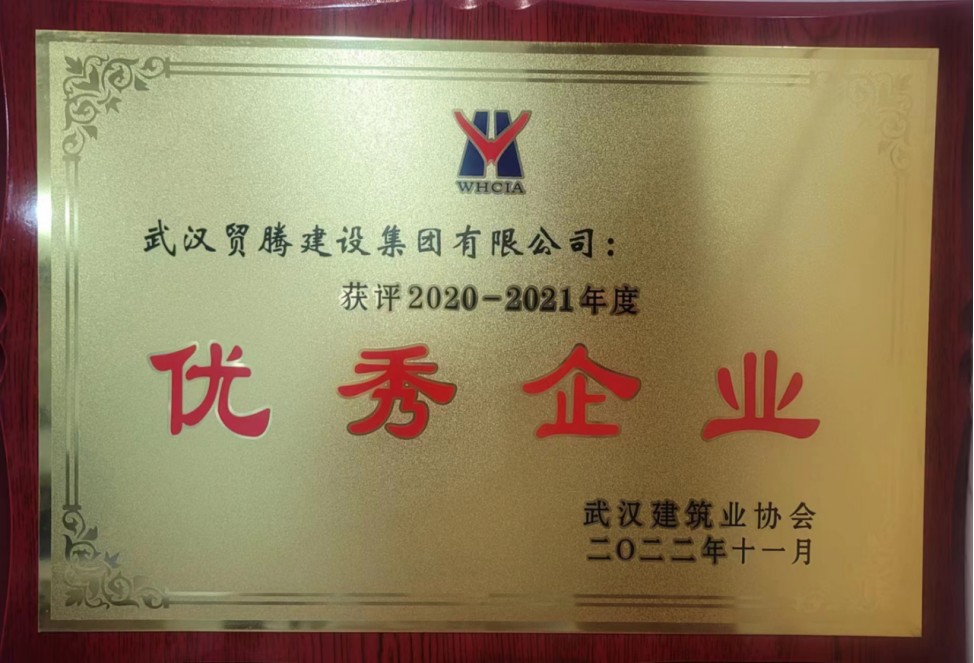 WHCIA
武汉贸腾建设集团有限公司：
获评2020-2021年度
优秀企业
武汉建筑业协会
二〇二二年十一月